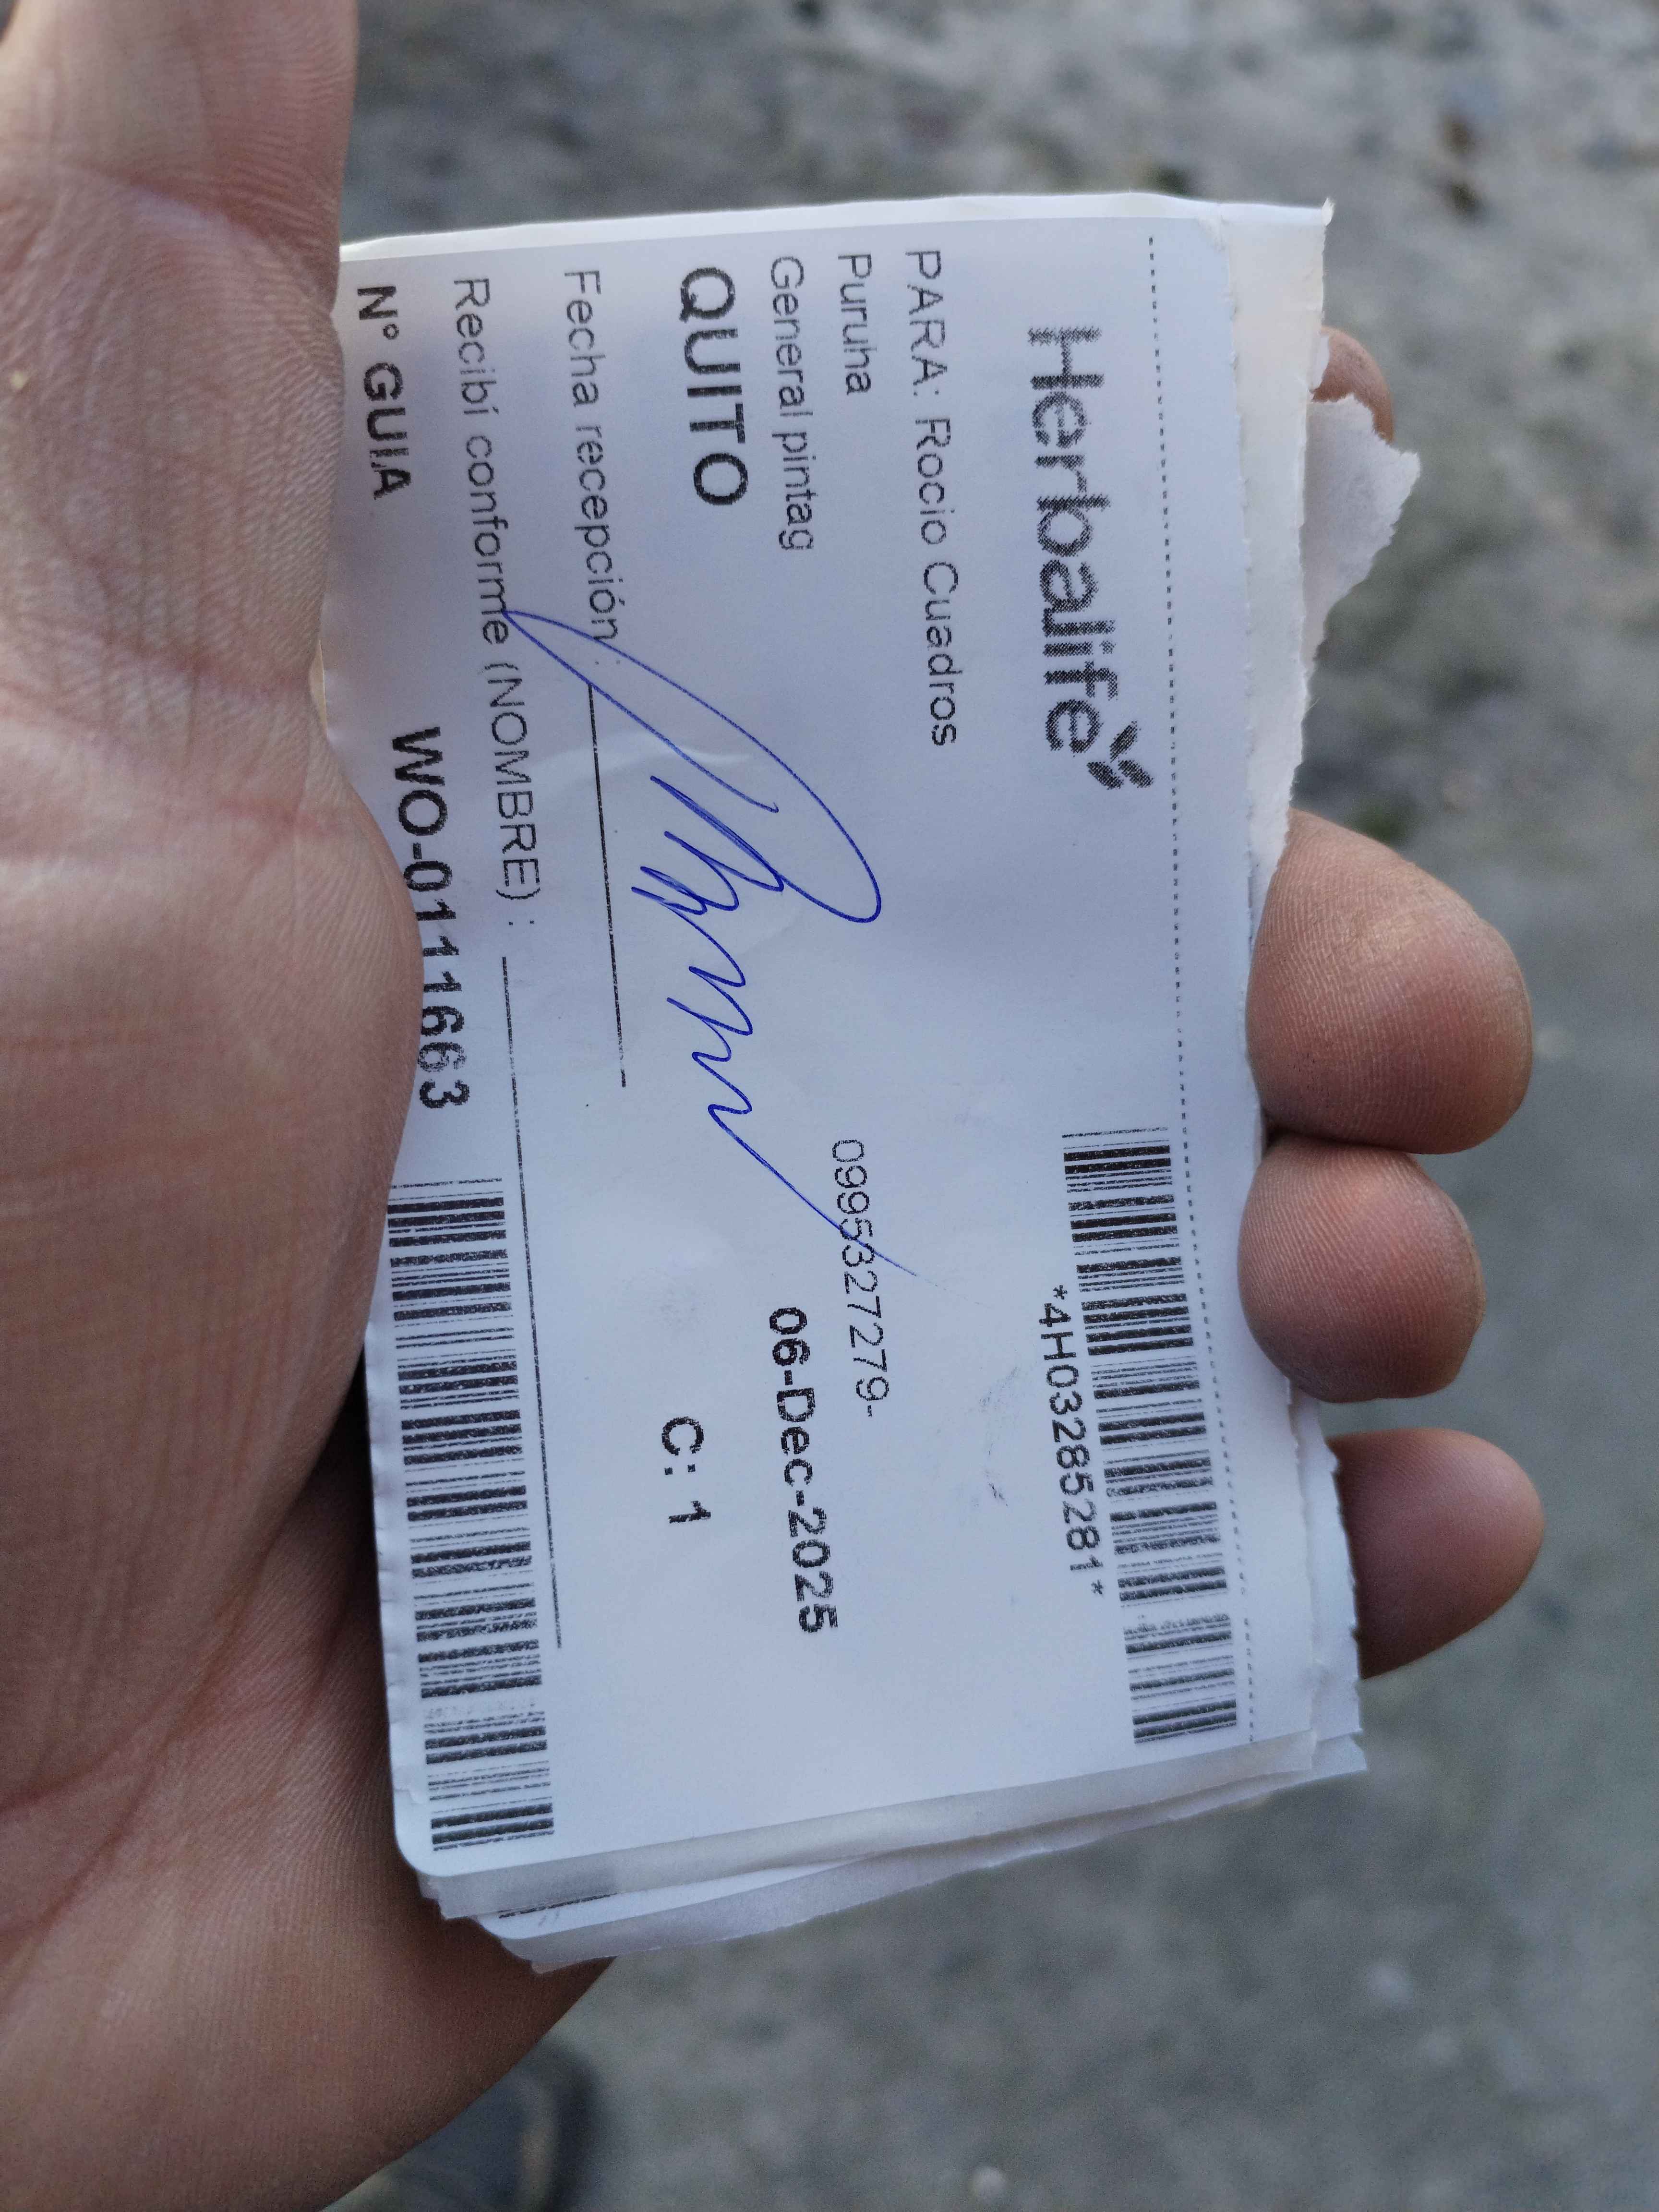 Herbalife
*4H03285281*
PARA: Rocio Cuadros
Puruha 0995327279-
General pintag 06-Dec-2025
QUITO C: 1
Fecha recepción :
Recibí conforme (NOMBRE) :
N° GUIA WO-0111663